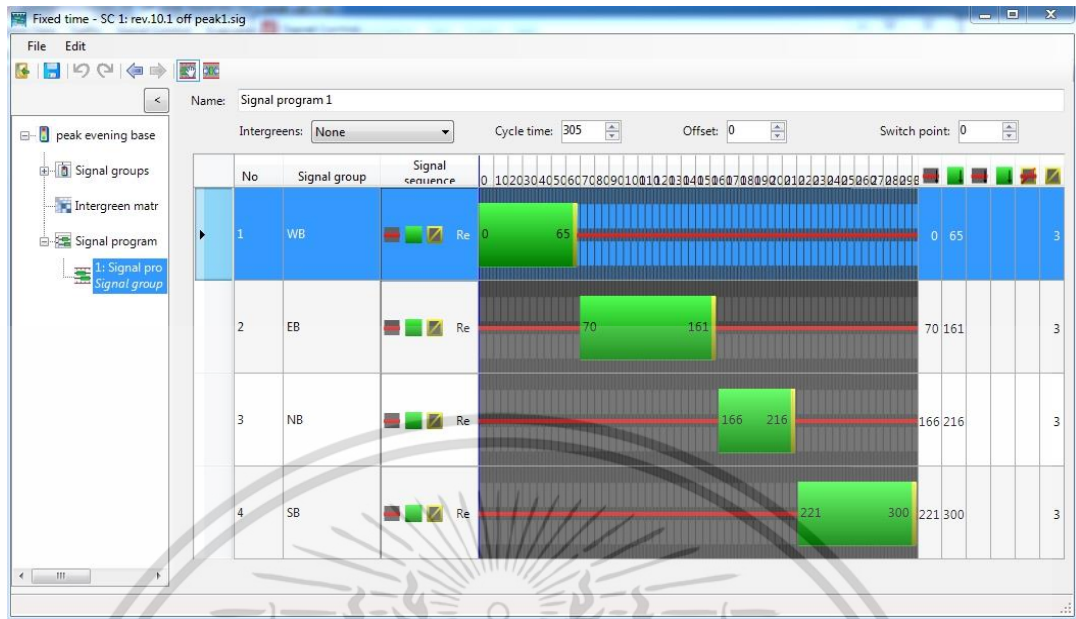 Fixed time - SC 1: rev.10.1 off peak1.sig
File Edit
< Name: Signal program 1
peak evening base Intergreens: None Cycle time: 305 Offset: 0 Switch point: 0
Signal groups
No Signal group Signal sequence
Intergreen matr
1 WB Re 0 65 0 65 3
Signal program
1: Signal pro
Signal group
2 EB Re 70 161 70 161 3
3 NB Re 166 216 166 216 3
4 SB Re 221 300 221 300 3